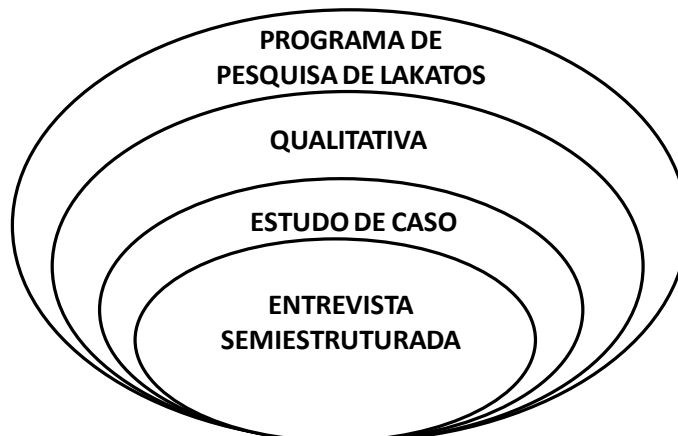 PROGRAMA DE
PESQUISA DE LAKATOS
QUALITATIVA
ESTUDO DE CASO
ENTREVISTA
SEMIESTRUTURADA